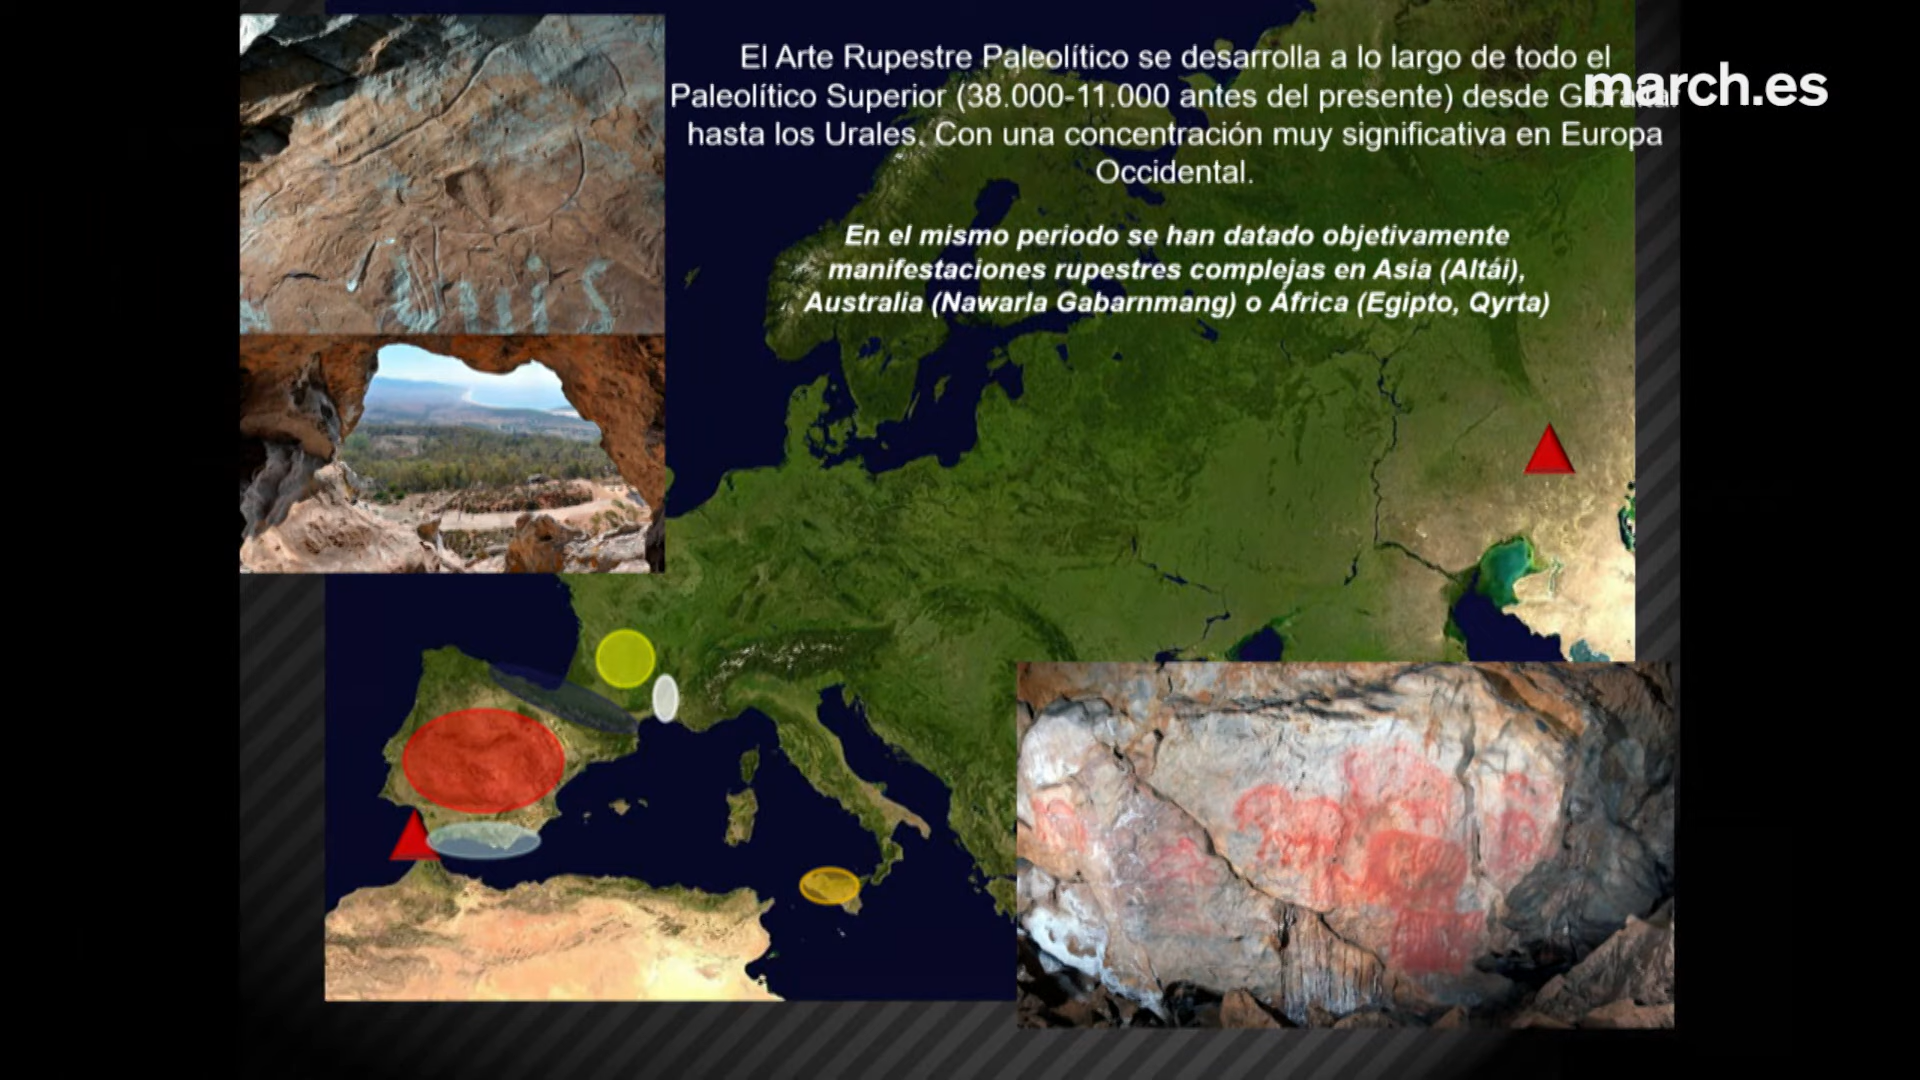 El Arte Rupestre Paleolítico se desarrolla a lo largo de todo el
Paleolítico Superior (38.000-11.000 antes del presente) desde
hasta los Urales. Con una concentración muy significativa en Europa
Occidental.
march.es
En el mismo periodo se han datado objetivamente
manifestaciones rupestres complejas en Asia (Altái),
Australia (Nawarla Gabarnmang) o África (Egipto, Qyrta)